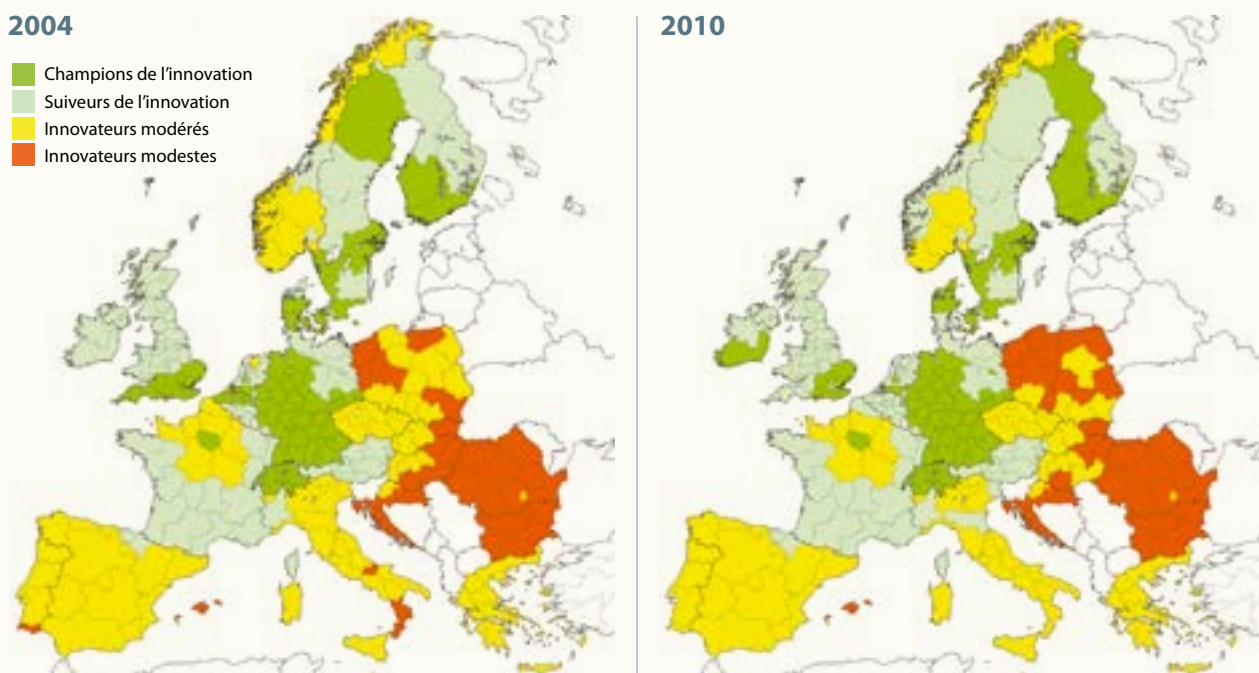 2004
Champions de l’innovation
Suiveurs de l’innovation
Innovateurs modérés
Innovateurs modestes
2010